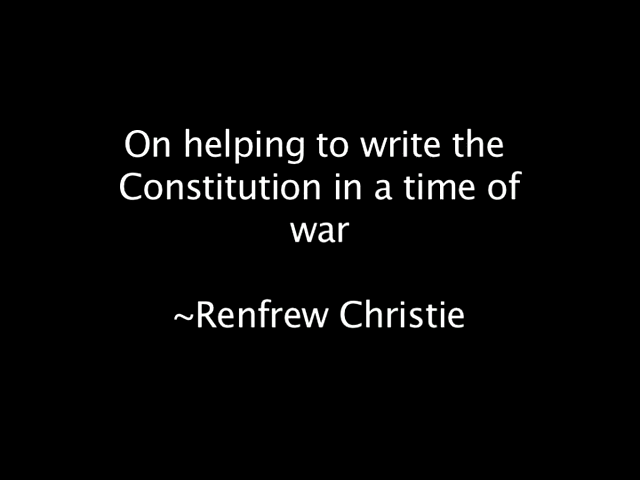 On helping to write the
Constitution in a time of
war
~Renfrew Christie